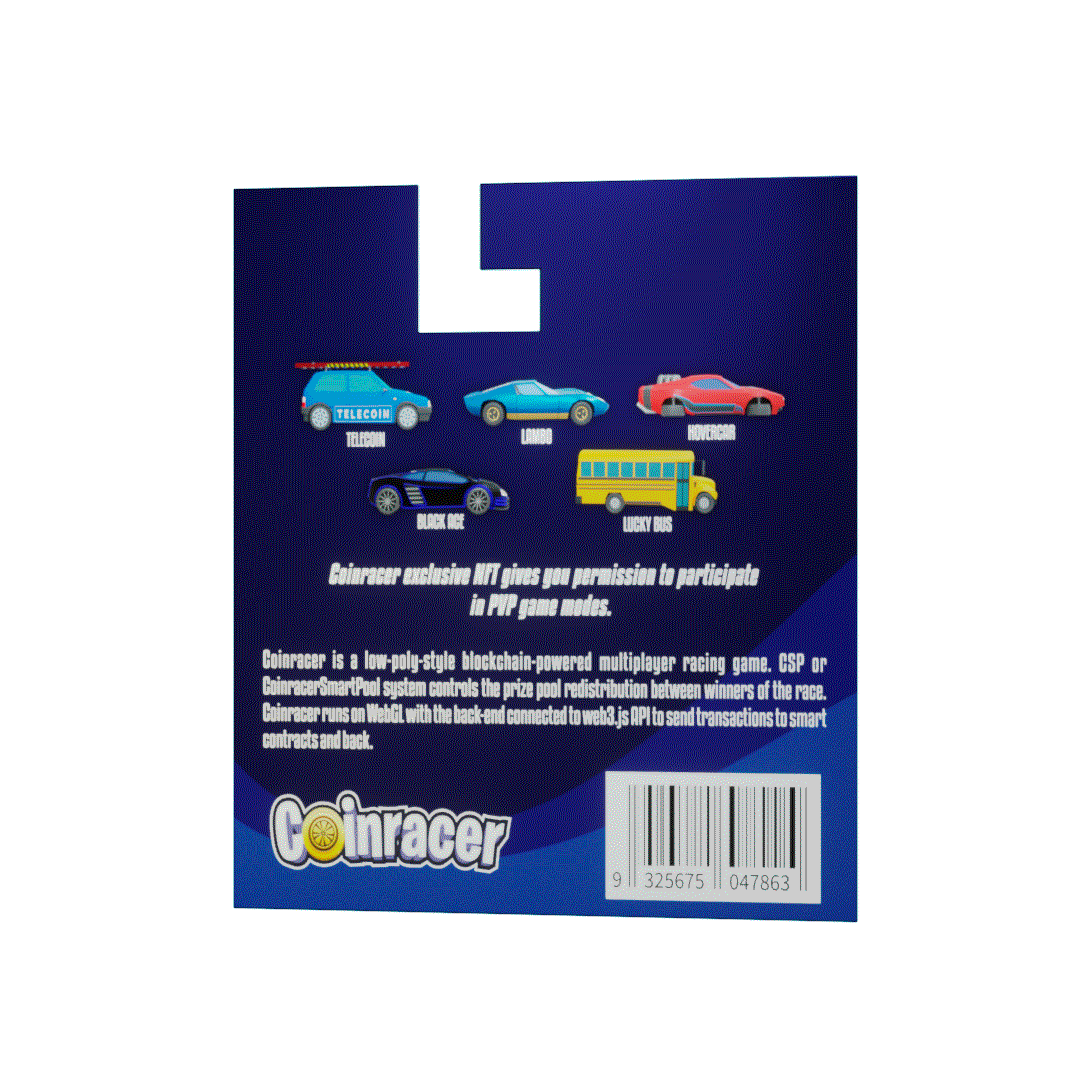 TELECOIN
TELECOIN
LAMBO
HOVERCAR
BLACK ACE
LUCKY BUS
Coinracer exclusive NFT gives you permission to participate
in PVP game modes.
Coinracer is a low-poly-style blockchain-powered multiplayer racing game. CSP or
CoinracerSmartPool system controls the prize pool redistribution between winners of the race.
Coinracer runs on WebGL with the back-end connected to web3.js API to send transactions to smart
contracts and back.
Coinracer
9 325675 047863